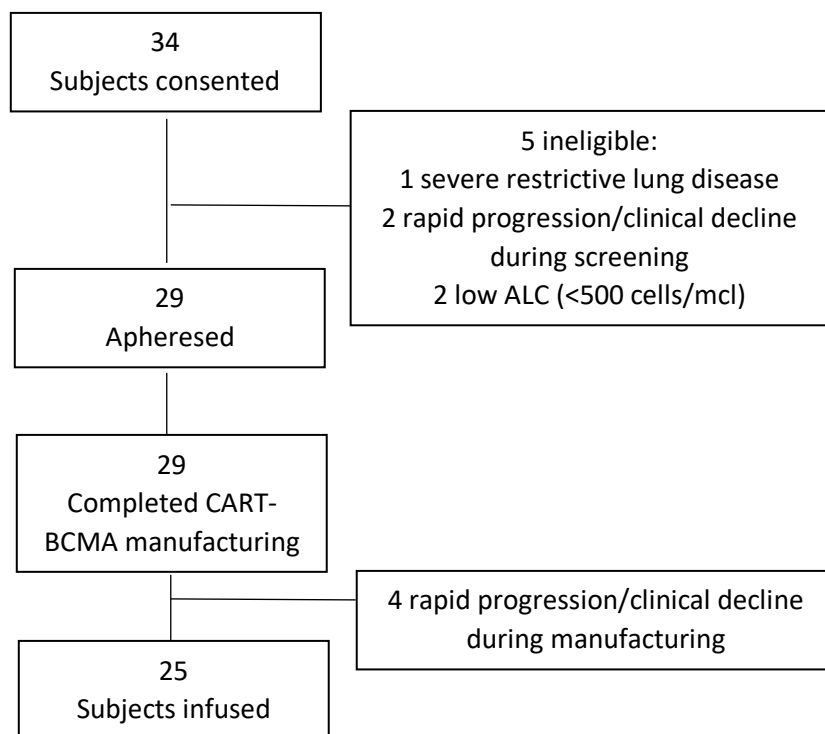 34
Subjects consented
5 ineligible:
1 severe restrictive lung disease
2 rapid progression/clinical decline
during screening
2 low ALC (<500 cells/mcl)
29
Apheresed
29
Completed CART-
BCMA manufacturing
4 rapid progression/clinical decline
during manufacturing
25
Subjects infused